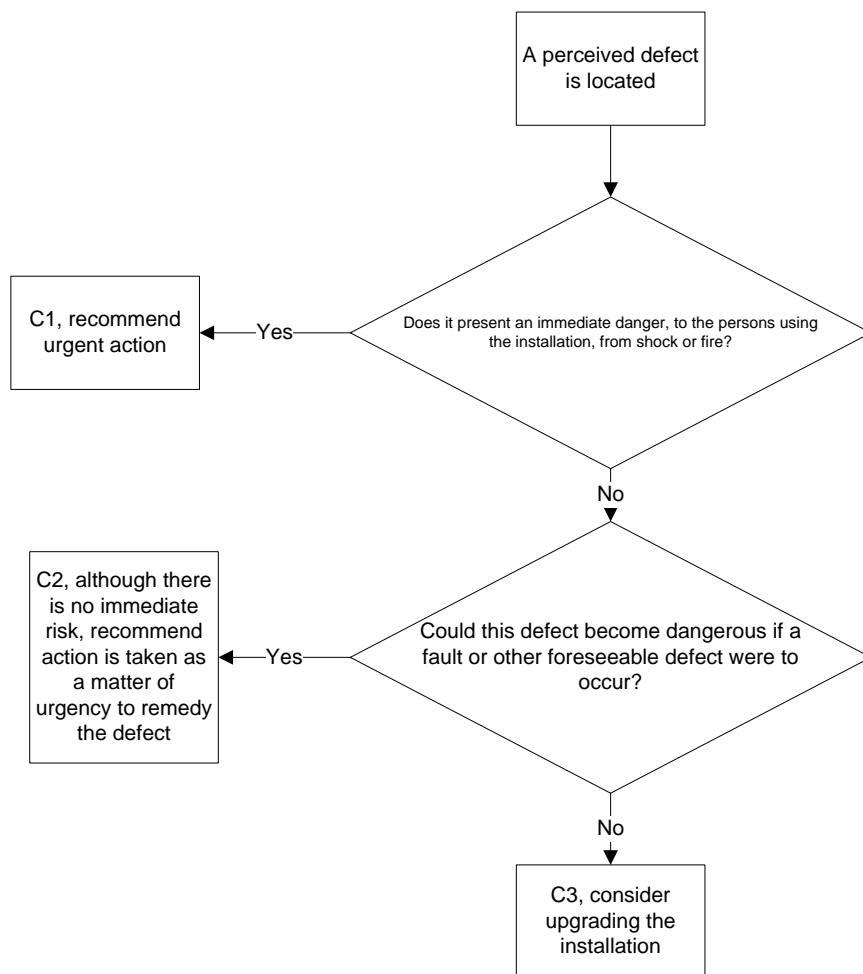 A perceived defect
is located
Does it present an immediate danger, to the persons using
the installation, from shock or fire?
Yes
C1, recommend
urgent action
No
Could this defect become dangerous if a
fault or other foreseeable defect were to
occur?
Yes
C2, although there
is no immediate
risk, recommend
action is taken as
a matter of
urgency to remedy
the defect
No
C3, consider
upgrading the
installation